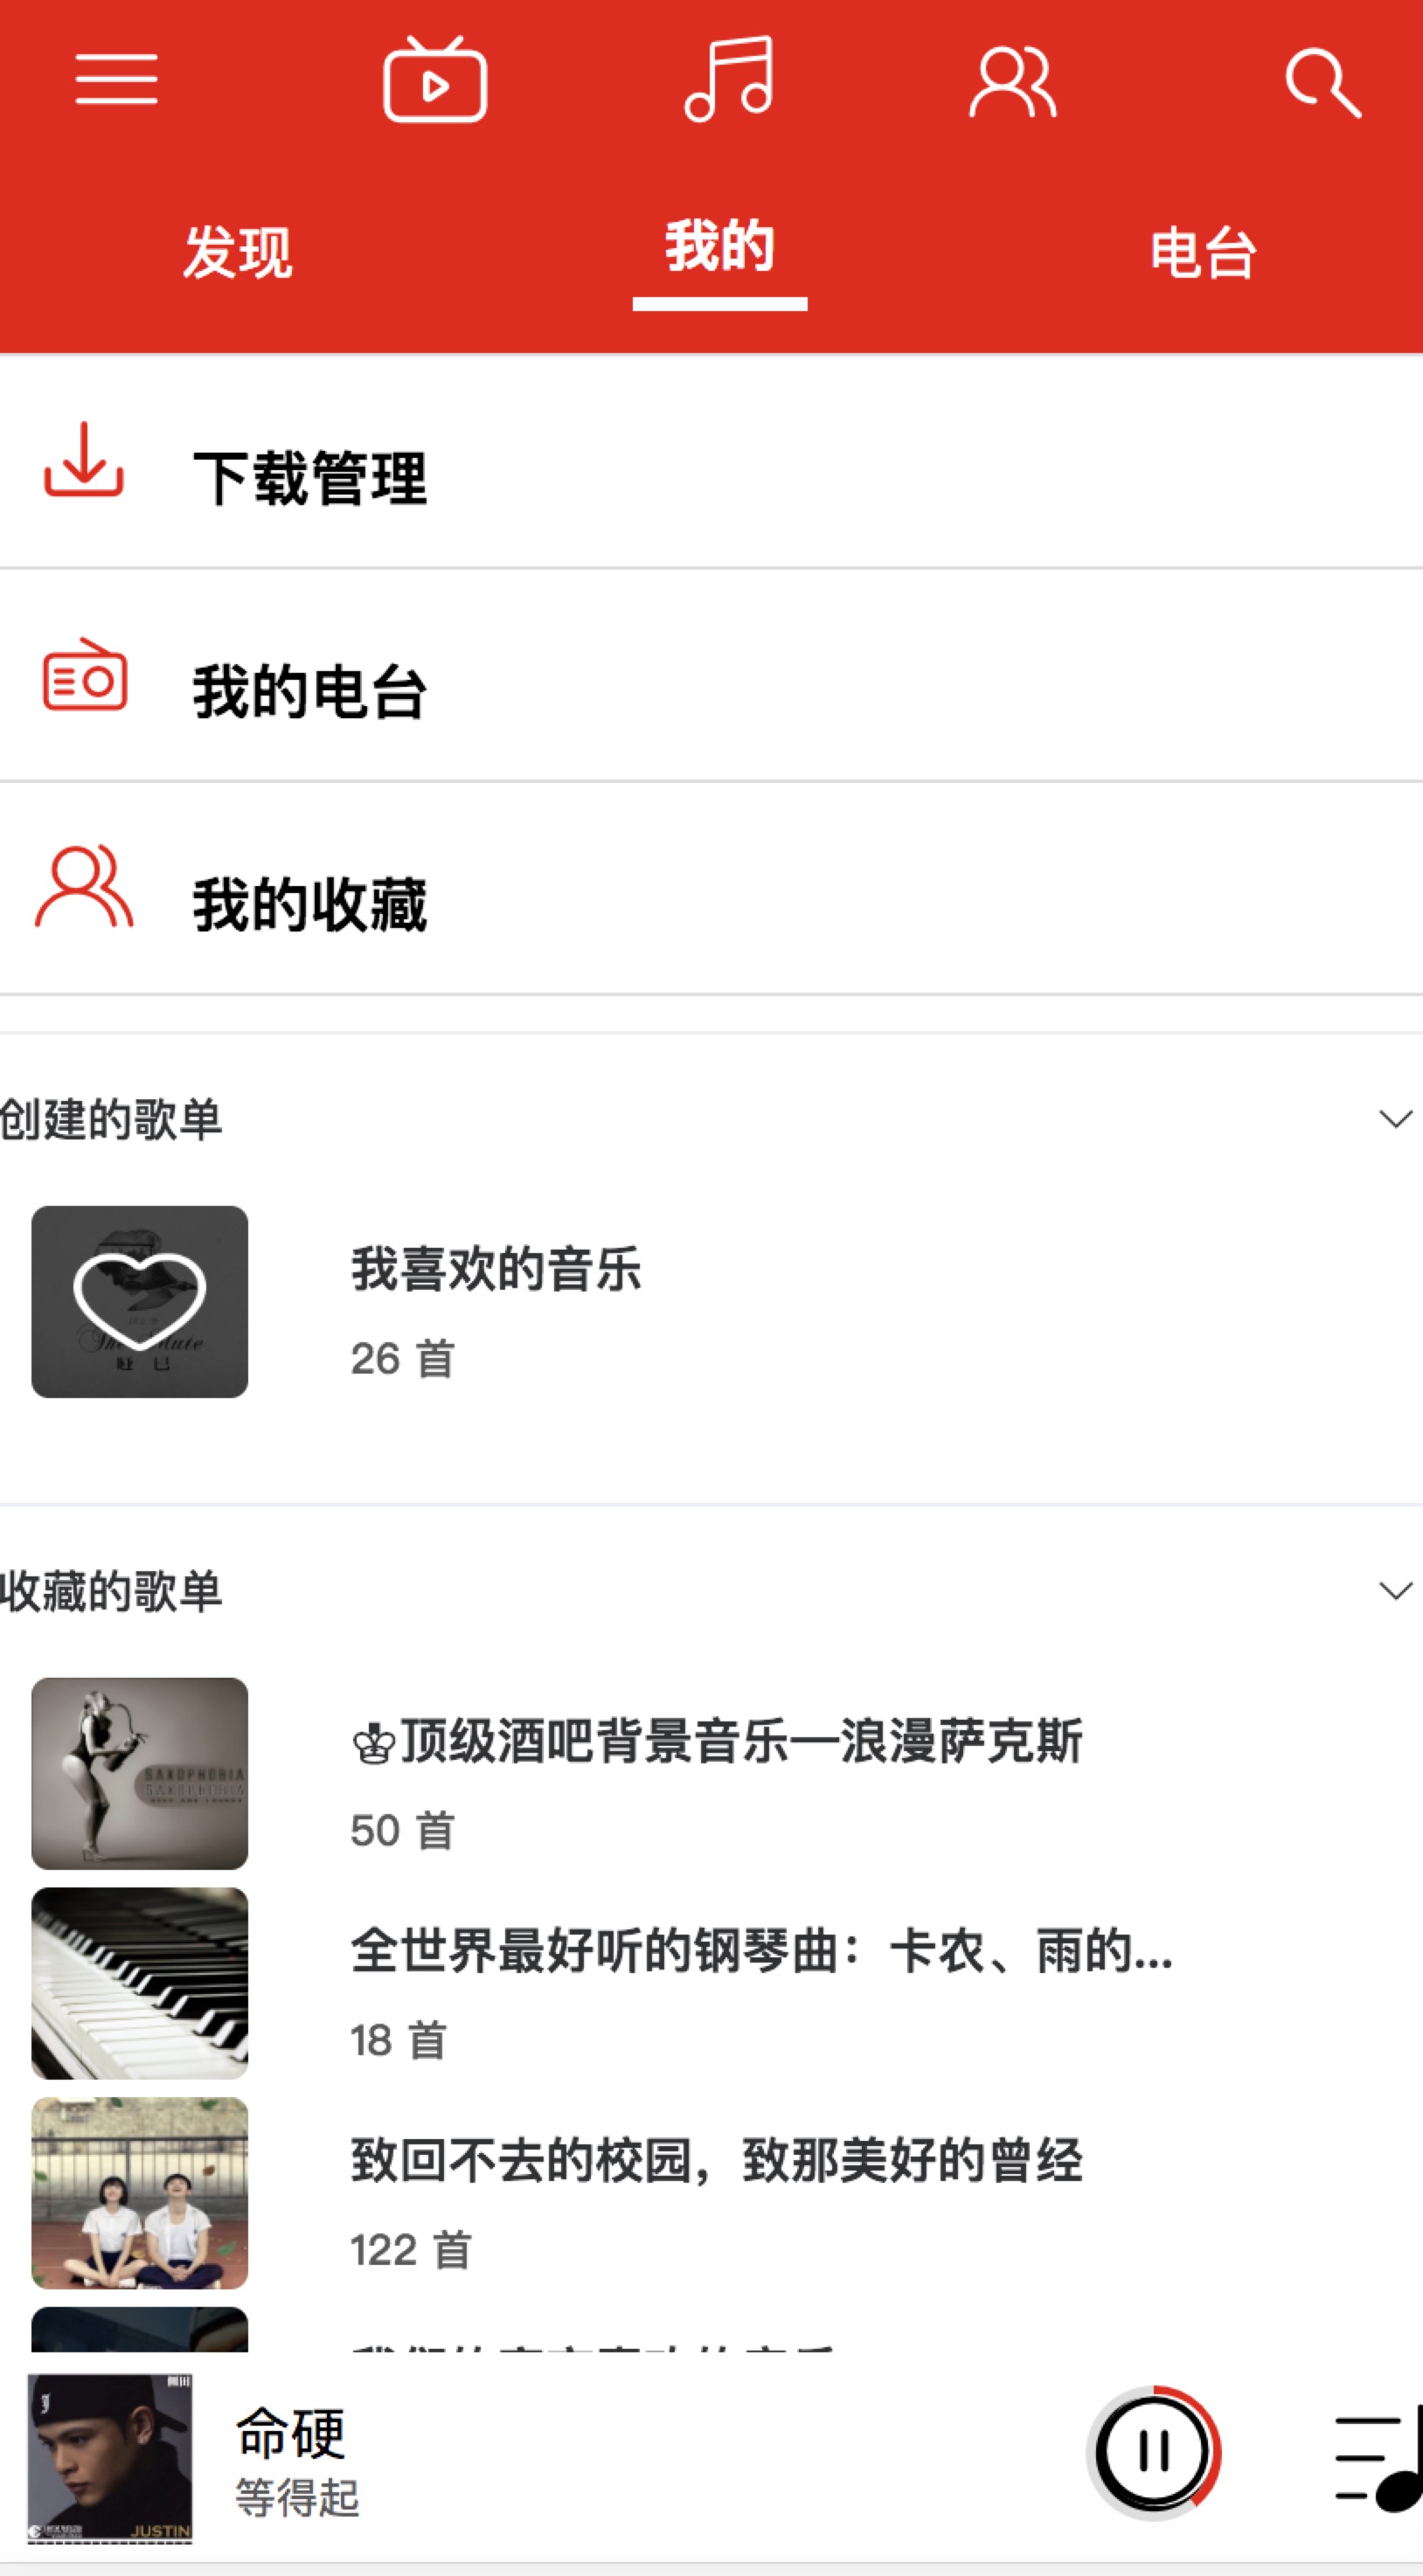 发现
我的
电台
下载管理
我的电台
我的收藏
创建的歌单
我喜欢的音乐
26 首
收藏的歌单
♔顶级酒吧背景音乐—浪漫萨克斯
SAXOPHOBIA
50 首
全世界最好听的钢琴曲：卡农、雨的...
18 首
致回不去的校园，致那美好的曾经
122 首
命硬
等得起
JUSTIN